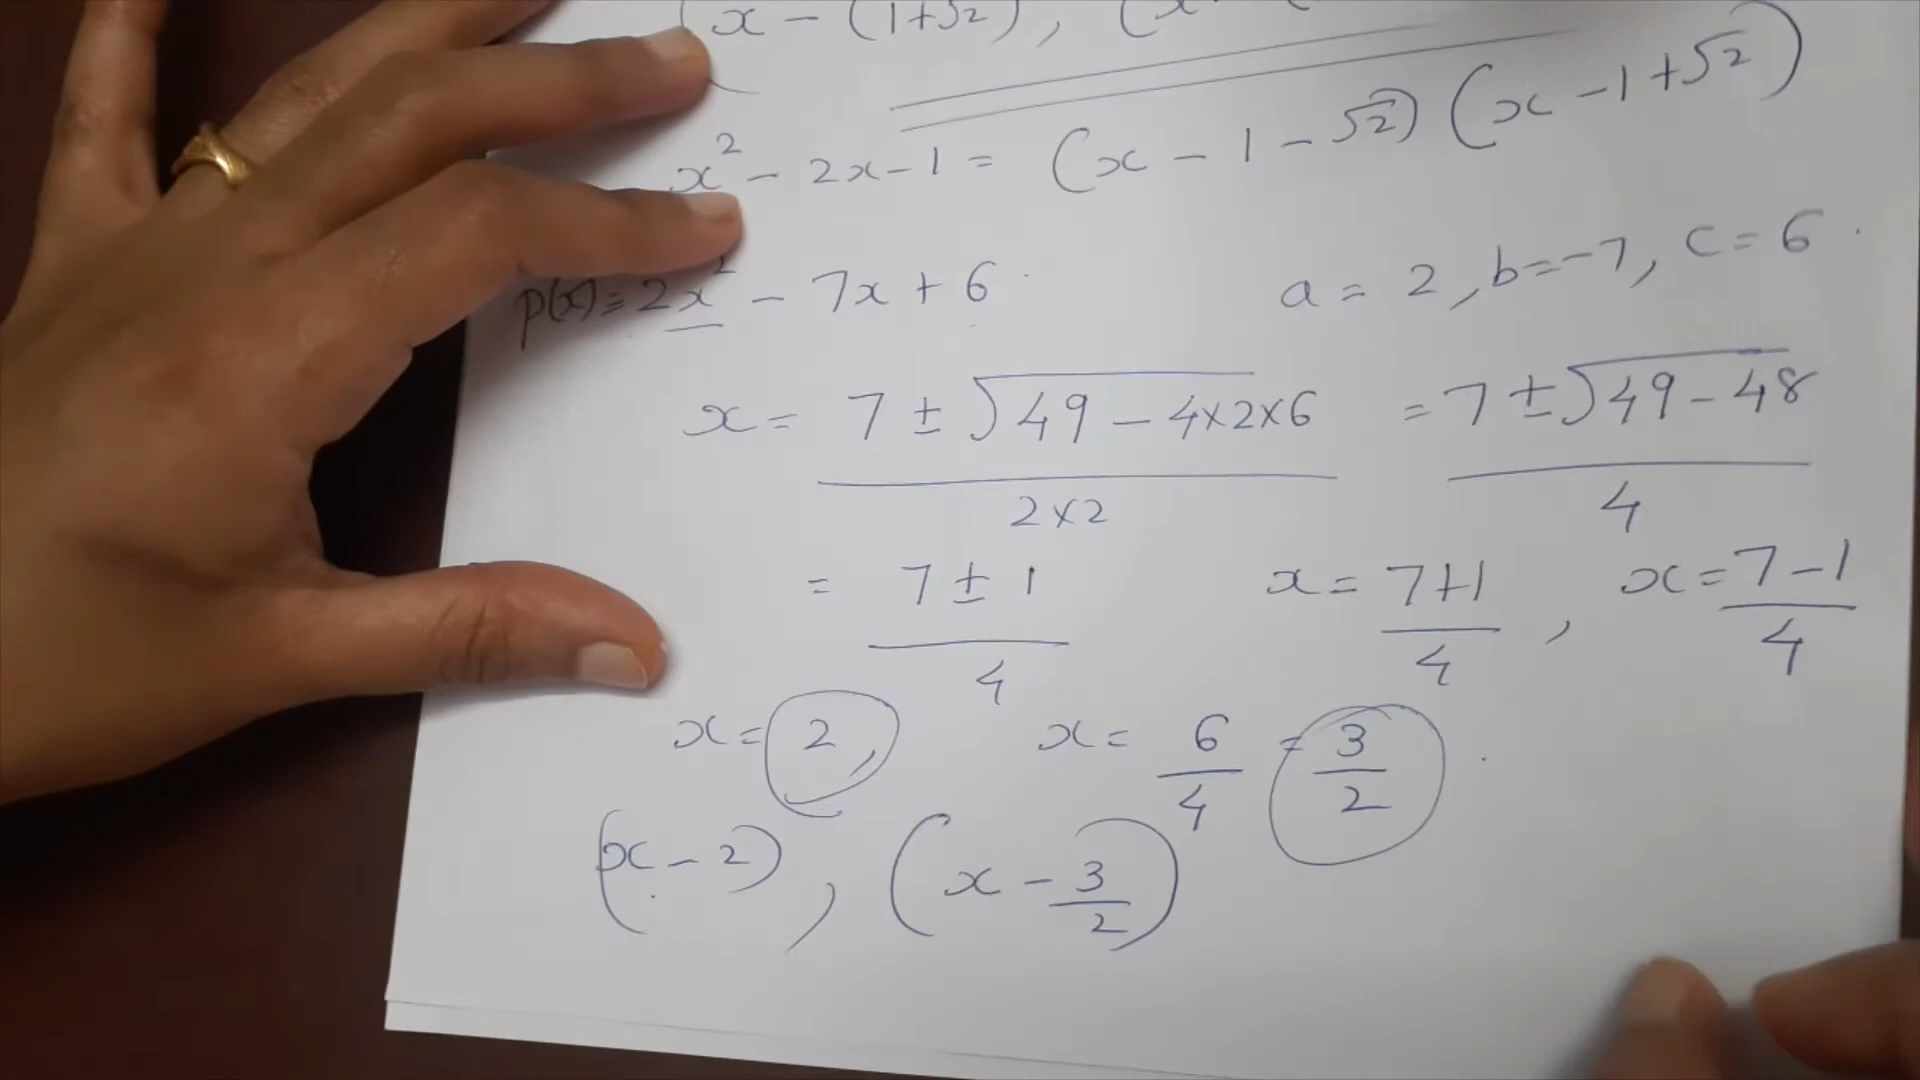 (x - (1+√2), (x
x² - 2x - 1 = (x - 1 - √2) (x - 1 + √2)
p(x) = 2x² - 7x + 6 a = 2, b = -7, c = 6
x = 7 ± √49 - 4×2×6 / 2×2 = 7 ± √49 - 48 / 4
= 7 ± 1 / 4 x = 7+1 / 4 , x = 7 - 1 / 4
x = 2, x = 6/4 = 3/2
(x - 2), (x - 3/2)